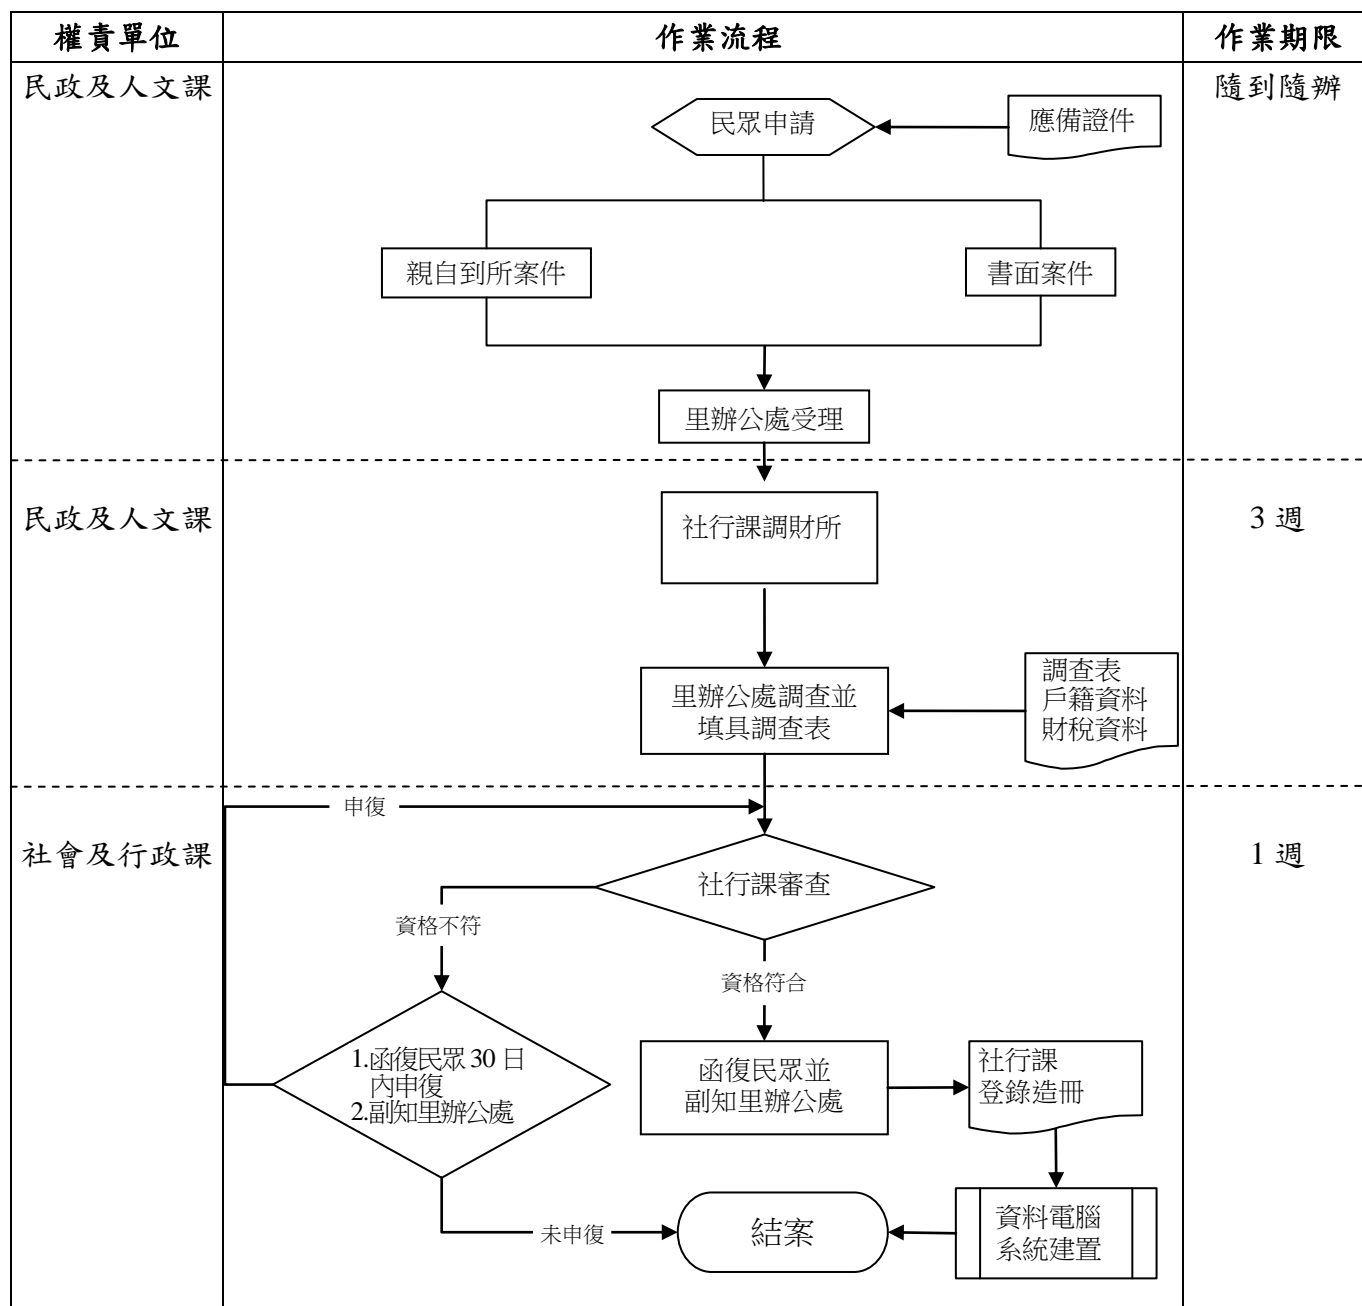 權責單位
作業流程
作業期限
民政及人文課
隨到隨辦
民眾申請
應備證件
親自到所案件
書面案件
里辦公處受理
民政及人文課
3 週
社行課調財所
里辦公處調查並
填具調查表
調查表
戶籍資料
財稅資料
申復
社會及行政課
1 週
社行課審查
資格不符
資格符合
1.函復民眾 30 日
內申復
2.副知里辦公處
函復民眾並
副知里辦公處
社行課
登錄造冊
未申復
結案
資料電腦
系統建置